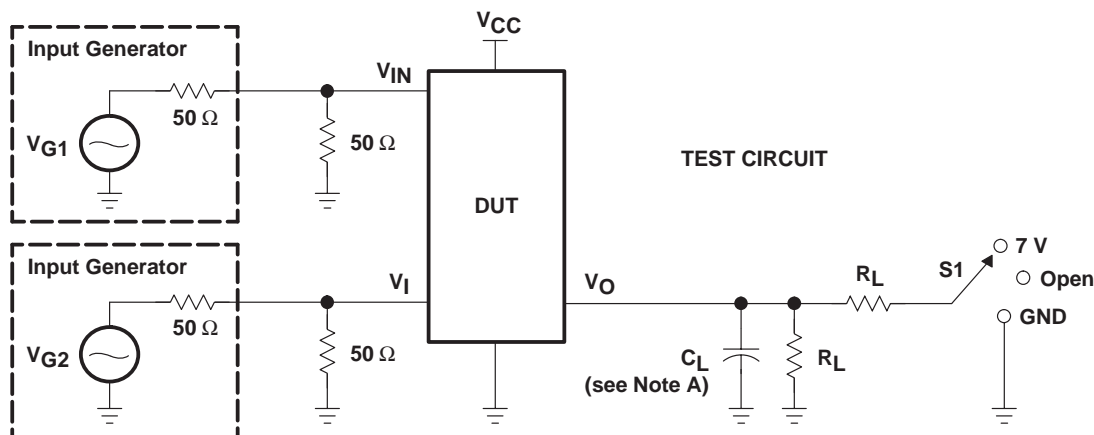 Input Generator
VG1
50 Ω
50 Ω
VIN
VCC
DUT
TEST CIRCUIT
Input Generator
VG2
50 Ω
50 Ω
VI
VO
CL
(see Note A)
RL
RL
S1
7 V
Open
GND